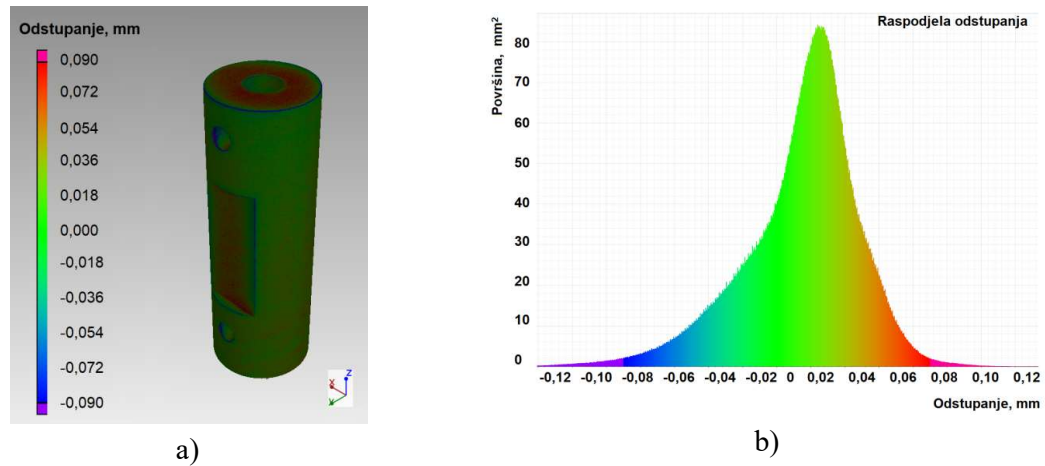 Odstupanje, mm
0,090
0,072
0,054
0,036
0,018
0,000
-0,018
-0,036
-0,054
-0,072
-0,090
X
Y
Z
a)
Raspodjela odstupanja
Površina, mm²
80
70
60
50
40
30
20
10
0
-0,12 -0,10 -0,08 -0,06 -0,04 -0,02 0 0,02 0,04 0,06 0,08 0,10 0,12
Odstupanje, mm
b)